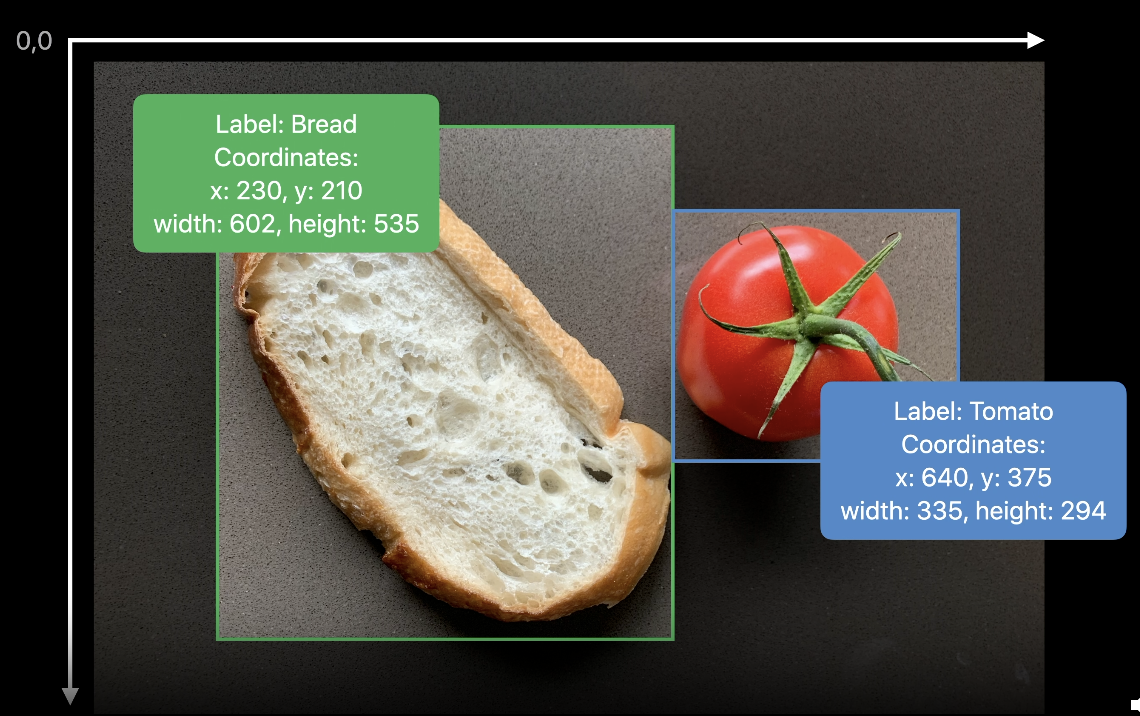 0,0
Label: Bread
Coordinates:
x: 230, y: 210
width: 602, height: 535
Label: Tomato
Coordinates:
x: 640, y: 375
width: 335, height: 294